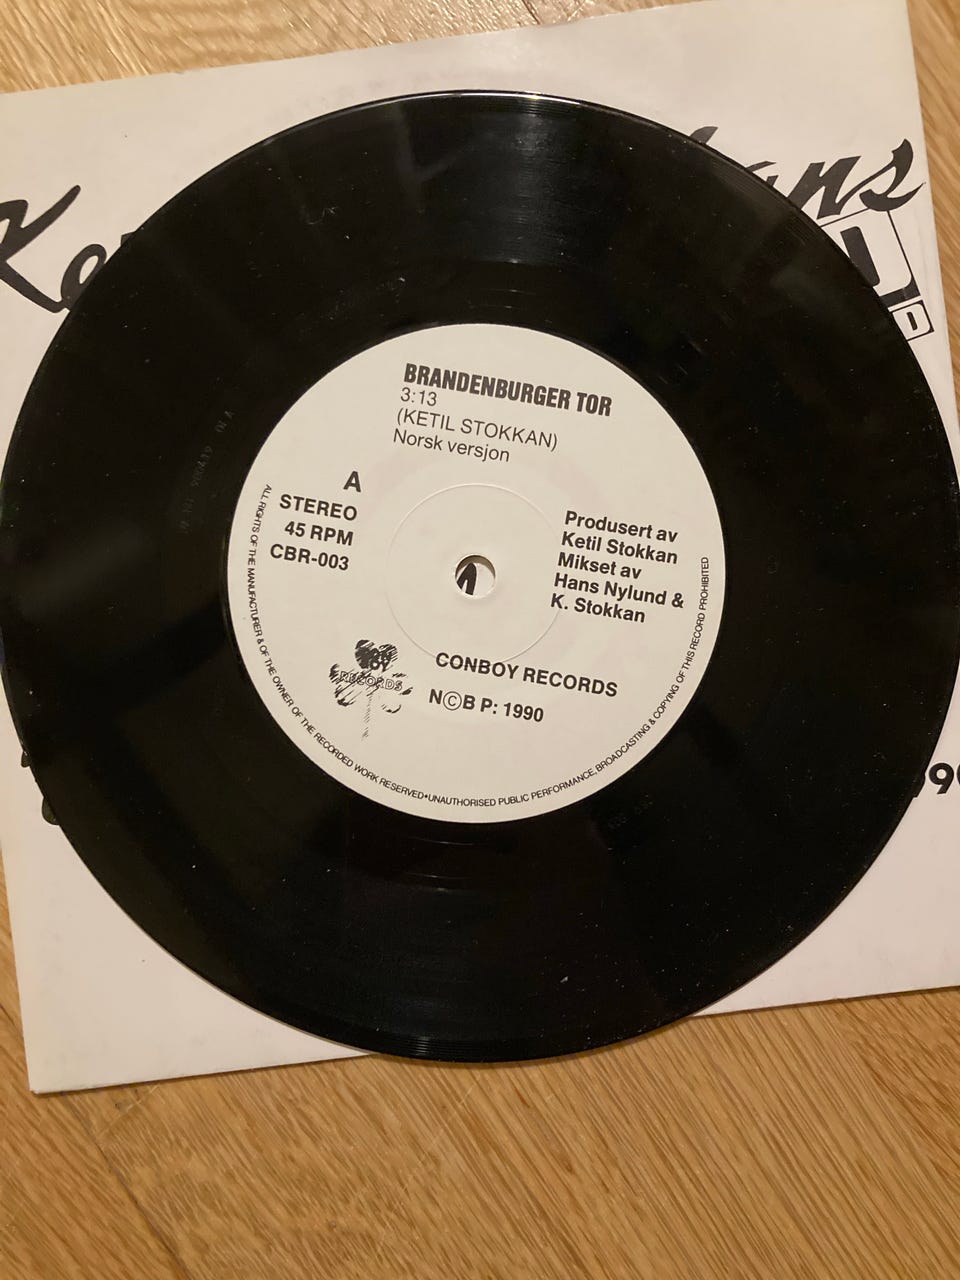 BRANDENBURGER TOR
3:13
(KETIL STOKKAN)
Norsk versjon
A
STEREO
45 RPM
CBR-003
Produsert av
Ketil Stokkan
Mikset av
Hans Nylund &
K. Stokkan
CONBOY RECORDS
NⒸB P: 1990
RECORDS
ALL RIGHTS OF THE MANUFACTURER & OF THE OWNER OF THE RECORDED WORK RESERVED•UNAUTHORISED PUBLIC PERFORMANCE, BROADCASTING & COPYING OF THIS RECORD PROHIBITED